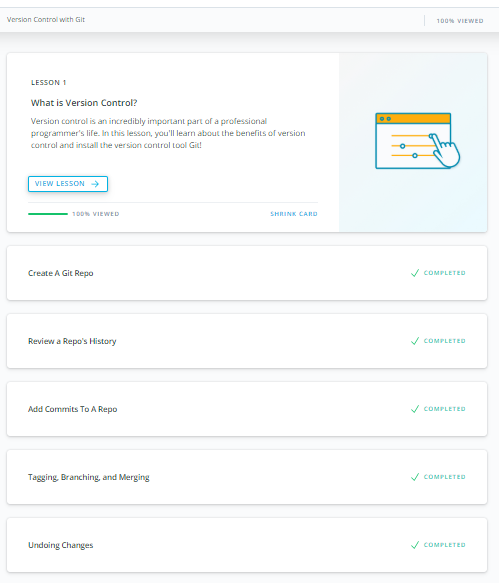 Version Control with Git
100% VIEWED
LESSON 1
What is Version Control?
Version control is an incredibly important part of a professional
programmer's life. In this lesson, you'll learn about the benefits of version
control and install the version control tool Git!
VIEW LESSON
100% VIEWED
SHRINK CARD
Create A Git Repo
COMPLETED
Review a Repo's History
COMPLETED
Add Commits To A Repo
COMPLETED
Tagging, Branching, and Merging
COMPLETED
Undoing Changes
COMPLETED